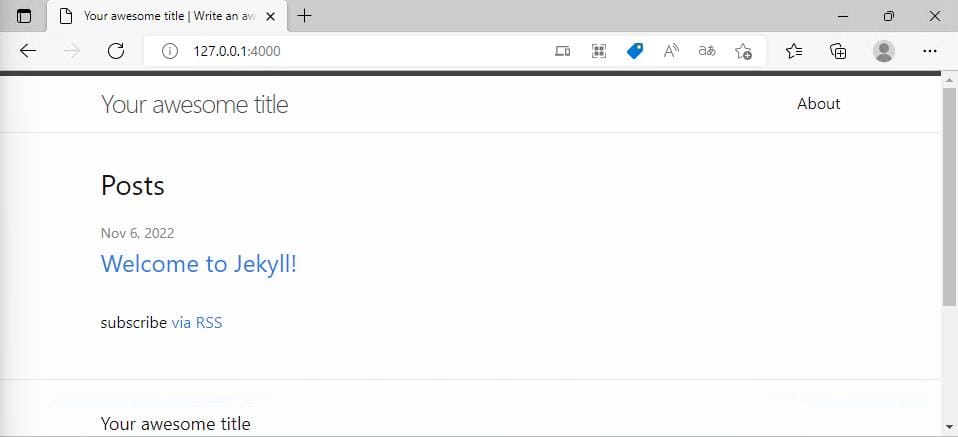 Your awesome title | Write an aw
127.0.0.1:4000
Your awesome title
About
Posts
Nov 6, 2022
Welcome to Jekyll!
subscribe via RSS
Your awesome title